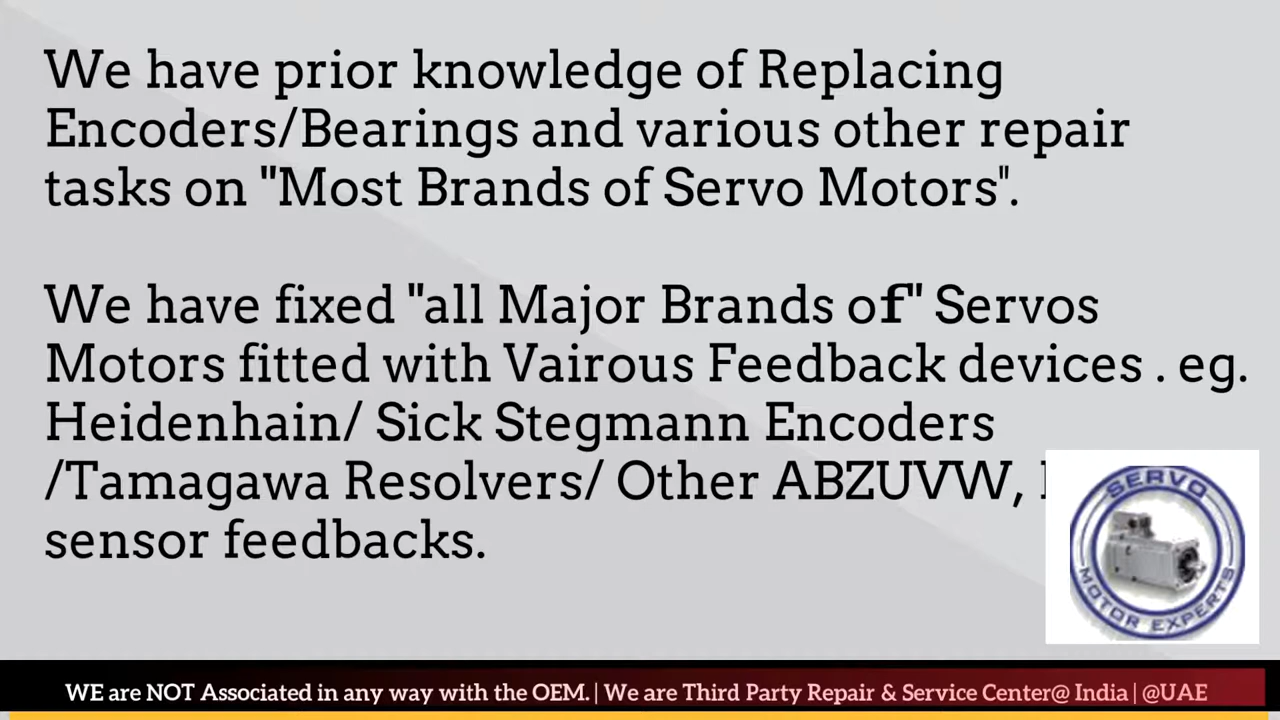 We have prior knowledge of Replacing
Encoders/Bearings and various other repair
tasks on "Most Brands of Servo Motors".
We have fixed "all Major Brands of" Servos
Motors fitted with Vairous Feedback devices . eg.
Heidenhain/ Sick Stegmann Encoders
/Tamagawa Resolvers/ Other ABZUVW,
sensor feedbacks.
SERVO
MOTOR EXPERTS
WE are NOT Associated in any way with the OEM. | We are Third Party Repair & Service Center@ India | @UAE